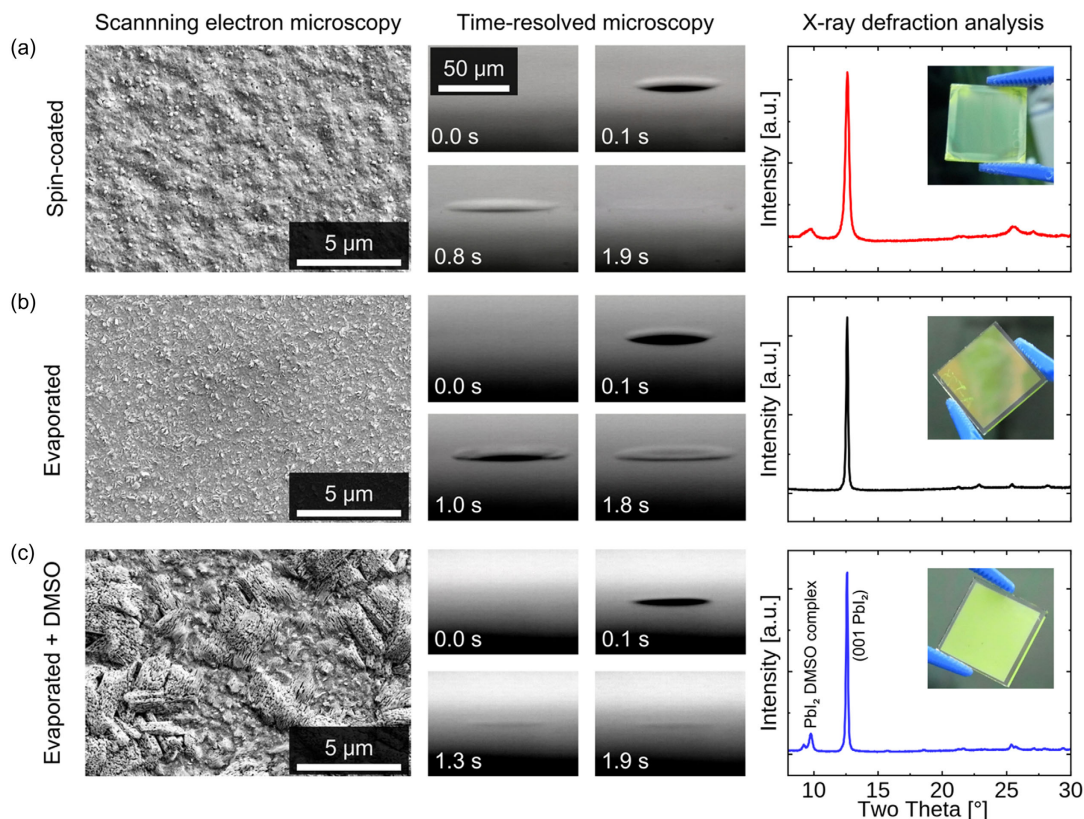 Scannning electron microscopy
Time-resolved microscopy
X-ray defraction analysis
(a)
Spin-coated
5 µm
50 µm
0.0 s
0.1 s
0.8 s
1.9 s
Intensity [a.u.]
(b)
Evaporated
5 µm
0.0 s
0.1 s
1.0 s
1.8 s
Intensity [a.u.]
(c)
Evaporated + DMSO
5 µm
0.0 s
0.1 s
1.3 s
1.9 s
Intensity [a.u.]
PbI₂ DMSO complex
(001 PbI₂)
10 15 20 25 30
Two Theta [°]